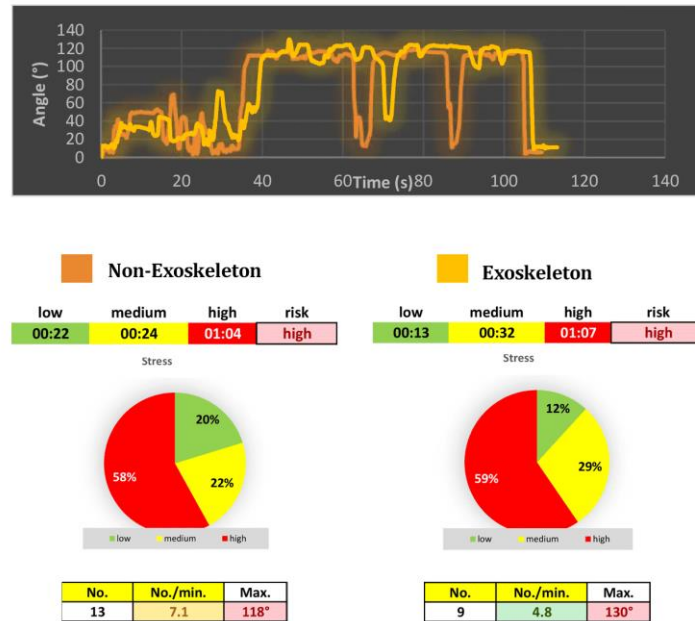 140
120
100
80
60
40
20
0
Angle (°)
0 20 40 60 80 100 120 140
Time (s)
Non-Exoskeleton
low medium high risk
00:22 00:24 01:04 high
Stress
20%
22%
58%
low medium high
No. No./min. Max.
13 7.1 118°
Exoskeleton
low medium high risk
00:13 00:32 01:07 high
Stress
12%
29%
59%
low medium high
No. No./min. Max.
9 4.8 130°